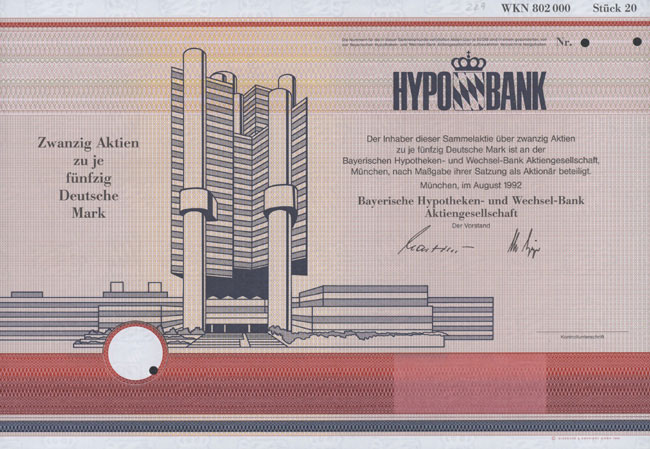 WKN 802 000 Stück 20
Nr.
HYPO BANK
Zwanzig Aktien
zu je
fünfzig
Deutsche
Mark
Der Inhaber dieser Sammelaktie über zwanzig Aktien
zu je fünfzig Deutsche Mark ist an der
Bayerischen Hypotheken- und Wechsel-Bank Aktiengesellschaft,
München, nach Maßgabe ihrer Satzung als Aktionär beteiligt.
München, im August 1992
Bayerische Hypotheken- und Wechsel-Bank
Aktiengesellschaft
Der Vorstand
Kontrollunterschrift